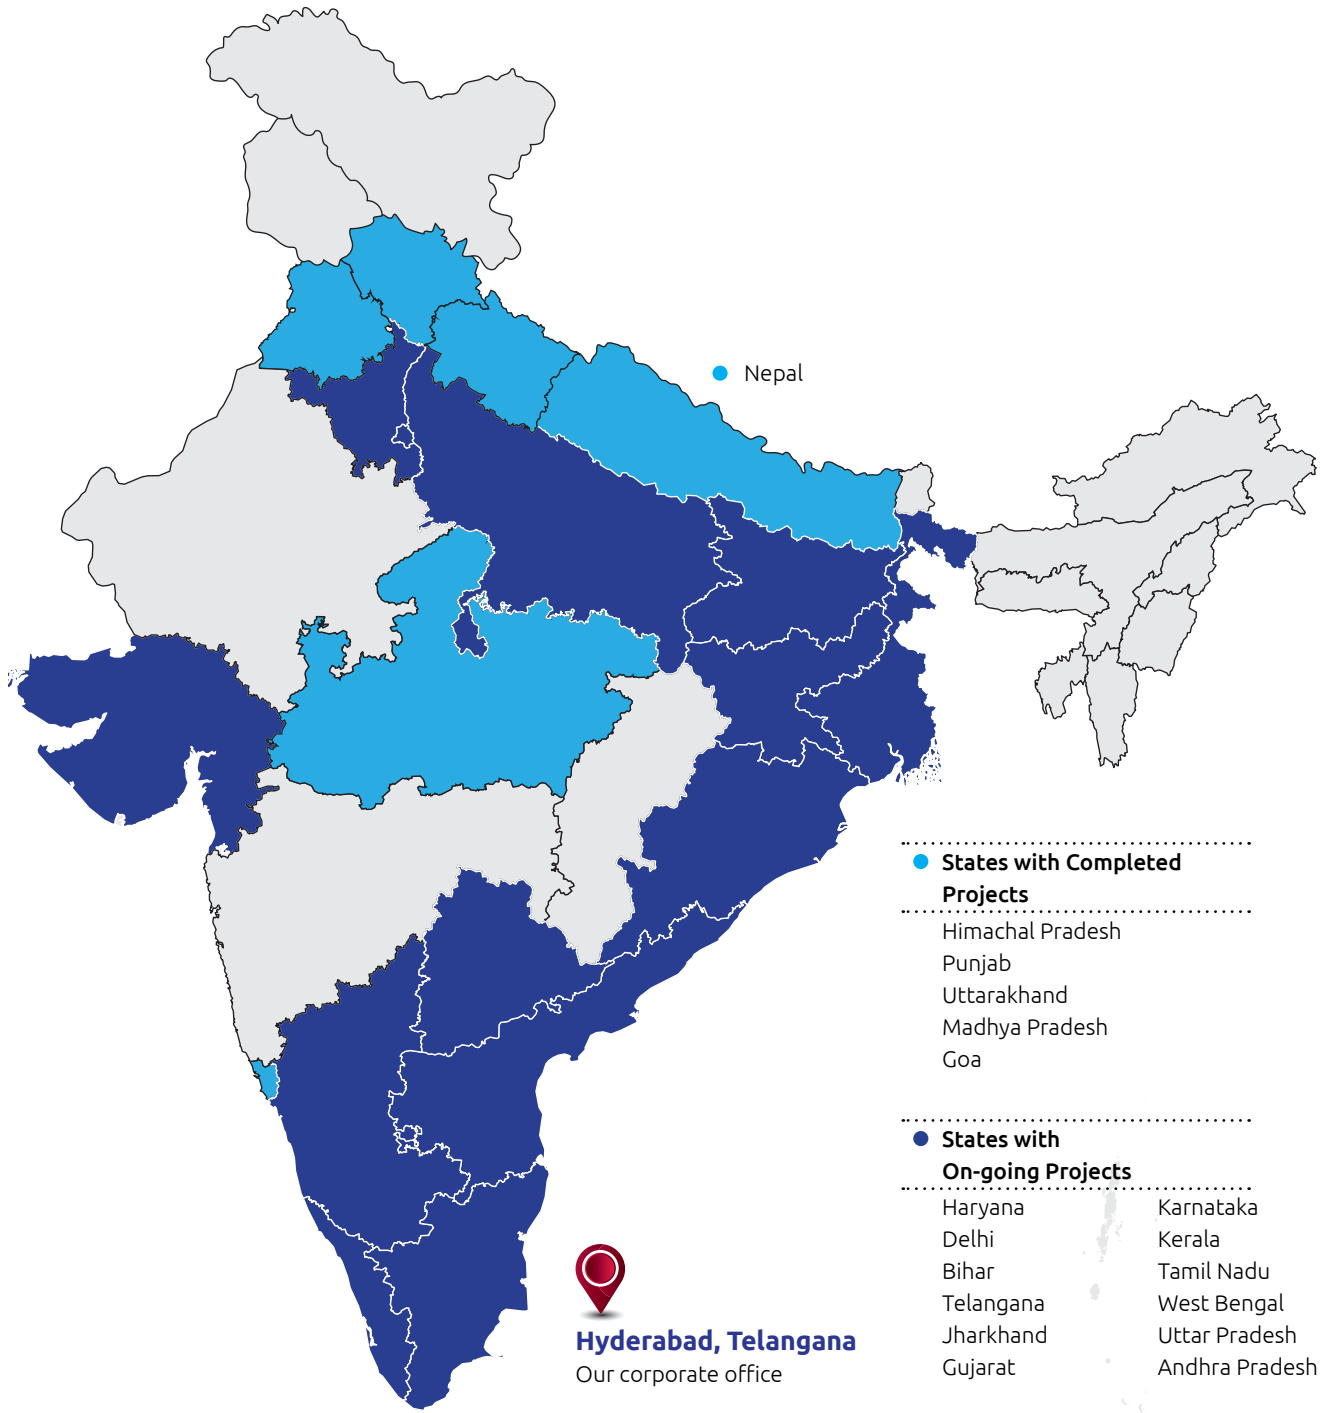 Nepal
States with Completed
Projects
Himachal Pradesh
Punjab
Uttarakhand
Madhya Pradesh
Goa
States with
On-going Projects
Haryana
Delhi
Bihar
Telangana
Jharkhand
Gujarat
Karnataka
Kerala
Tamil Nadu
West Bengal
Uttar Pradesh
Andhra Pradesh
Hyderabad, Telangana
Our corporate office